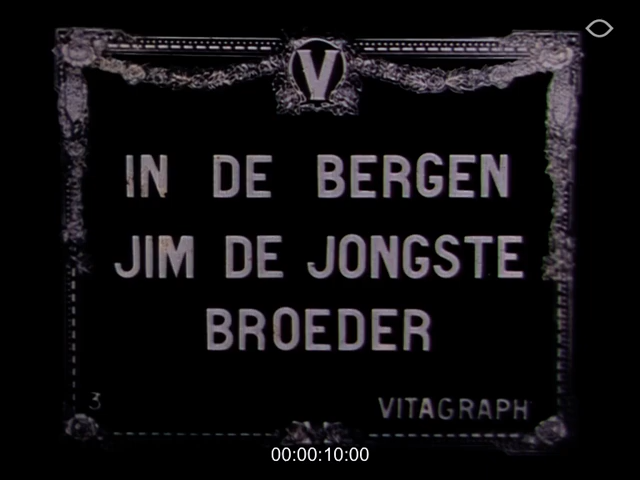 V
IN DE BERGEN
JIM DE JONGSTE
BROEDER
3
VITAGRAPH
00:00:10:00